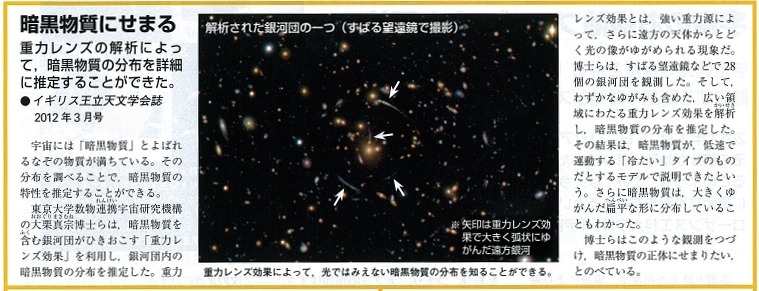 暗黒物質にせまる
重力レンズの解析によっ
て，暗黒物質の分布を詳細
に推定することができた。
●イギリス王立天文学会誌
2012年3月号
宇宙には「暗黒物質」とよばれ
るなぞの物質が満ちている。その
分布を調べることで，暗黒物質の
特性を推定することができる。
れんけい
東京大学数物連携宇宙研究機構
おおぐりまさむね
の大栗真宗博士らは，暗黒物質を
ふく
含む銀河団がひきおこす「重力レ
ンズ効果」を利用し，銀河団内の
暗黒物質の分布を推定した。重力
解析された銀河団の一つ（すばる望遠鏡で撮影）
※ 矢印は重力レンズ効
果で大きく弧状にゆ
がんだ遠方銀河
重力レンズ効果によって，光ではみえない暗黒物質の分布を知ることができる。
レンズ効果とは，強い重力源によ
って，さらに遠方の天体からとど
く光の像がゆがめられる現象だ。
博士らは，すばる望遠鏡などで28
個の銀河団を観測した。そして，
わずかなゆがみも含めた，広い領
かいせき
域にわたる重力レンズ効果を解析
し，暗黒物質の分布を推定した。
その結果は，暗黒物質が，低速で
運動する「冷たい」タイプのもの
だとするモデルで説明できたとい
う。さらに暗黒物質は，大きくゆ
へんぺい
がんだ扁平な形に分布しているこ
ともわかった。
博士らはこのような観測をつづ
け，暗黒物質の正体にせまりたい，
とのべている。